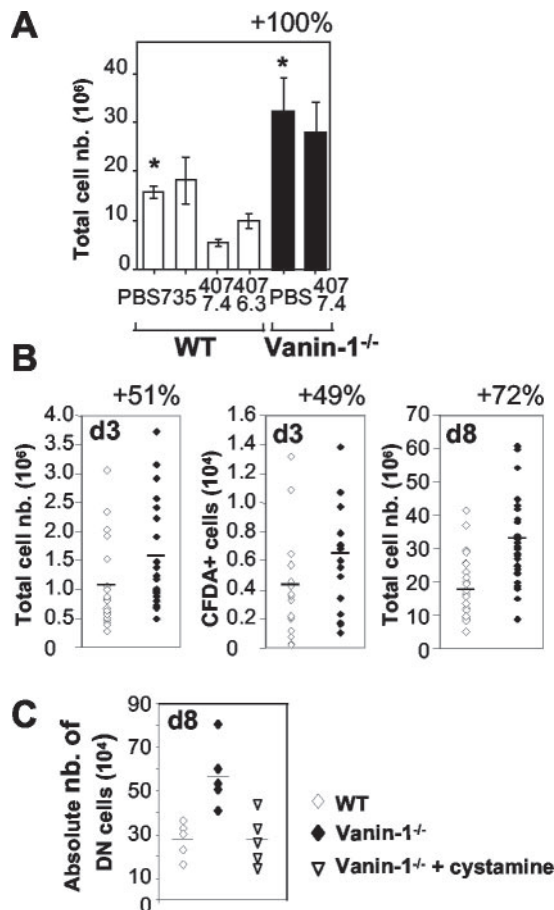 A
+100%
Total cell nb. (10⁶)
40
30
20
10
0
*
*
PBS 735 407 7.4 407 6.3 PBS 407 7.4
WT Vanin-1⁻/⁻
B
+51% +49% +72%
d3 d3 d8
Total cell nb. (10⁶)
4.0
3.5
3.0
2.5
2.0
1.5
1.0
0.5
0
CFDA+ cells (10⁴)
1.6
1.4
1.2
1.0
0.8
0.6
0.4
0.2
0
Total cell nb. (10⁶)
70
60
50
40
30
20
10
0
C
d8
Absolute nb. of
DN cells (10⁴)
90
70
50
30
10
0
WT
Vanin-1⁻/⁻
Vanin-1⁻/⁻ + cystamine